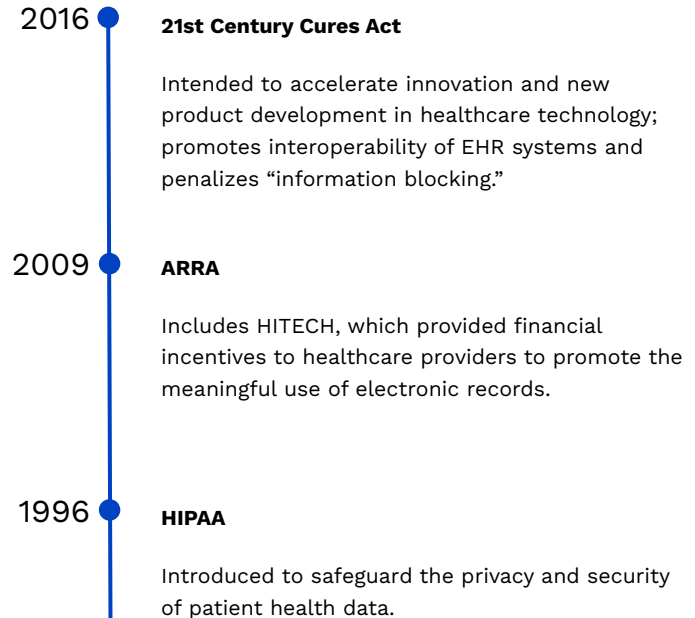 2016
21st Century Cures Act
Intended to accelerate innovation and new
product development in healthcare technology;
promotes interoperability of EHR systems and
penalizes “information blocking.”
2009
ARRA
Includes HITECH, which provided financial
incentives to healthcare providers to promote the
meaningful use of electronic records.
1996
HIPAA
Introduced to safeguard the privacy and security
of patient health data.